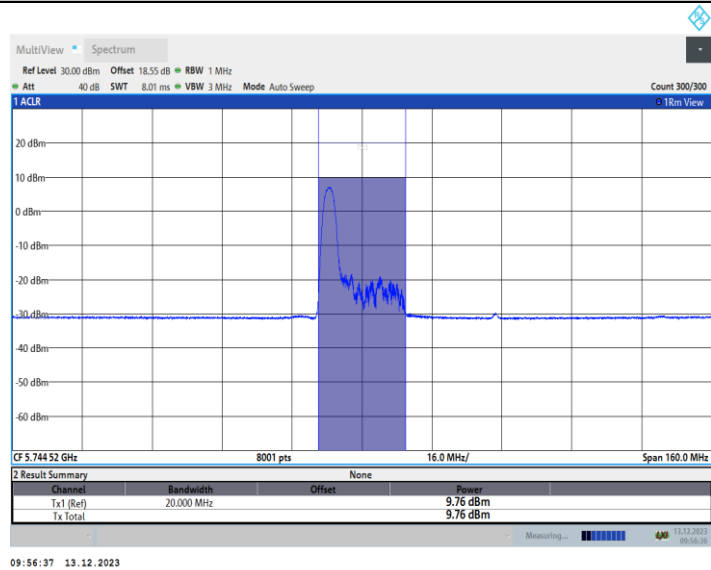 MultiView Spectrum
Ref Level 30.00 dBm Offset 18.55 dB RBW 1 MHz
Att 40 dB SWT 8.01 ms VBW 3 MHz Mode Auto Sweep Count 300/300
1 ACLR 1Rm View
20 dBm
10 dBm
0 dBm
-10 dBm
-20 dBm
-30 dBm
-40 dBm
-50 dBm
-60 dBm
CF 5.744 52 GHz 8001 pts 16.0 MHz/ Span 160.0 MHz
2 Result Summary None
Channel Bandwidth Offset Power
Tx1 (Ref) 20.000 MHz 9.76 dBm
Tx Total 9.76 dBm
Measuring... 13.12.2023
09:56:36
09:56:37 13.12.2023